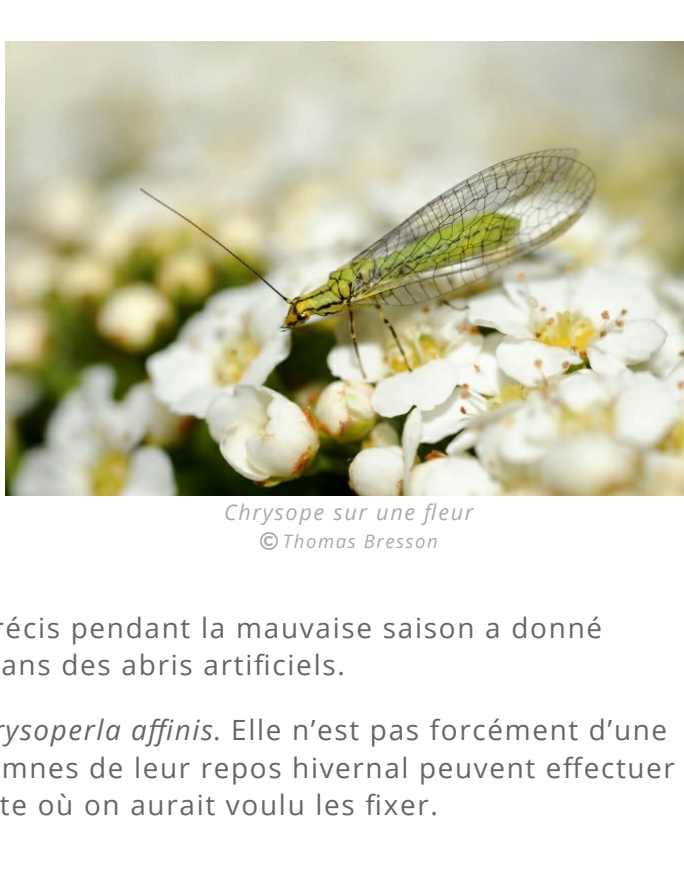 Chrysope sur une fleur
© Thomas Bresson
récis pendant la mauvaise saison a donné
ans des abris artificiels.
rysoperla affinis. Elle n’est pas forcément d’une
mnes de leur repos hivernal peuvent effectuer
te où on aurait voulu les fixer.